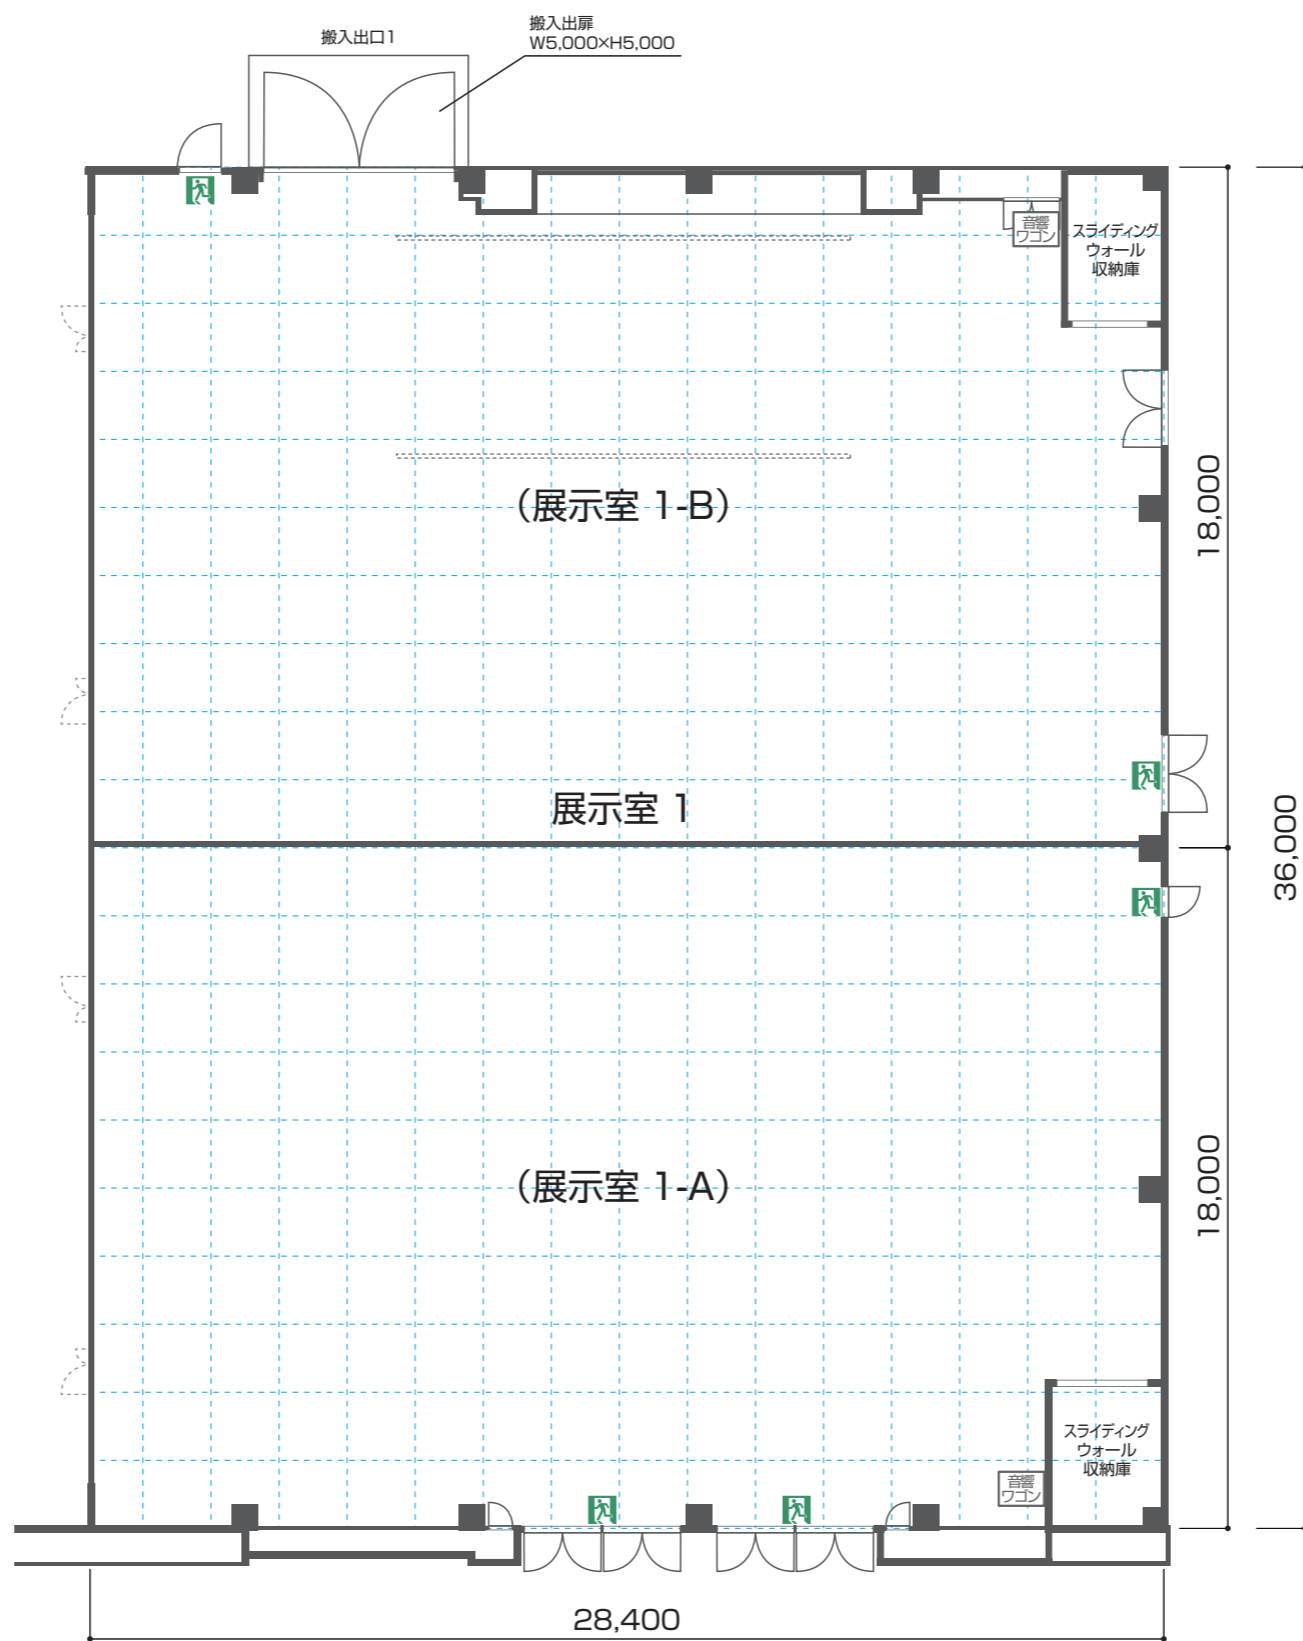 搬入出口1
搬入出扉
W5,000×H5,000
音響
ワゴン
スライディング
ウォール
収納庫
(展示室 1-B)
18,000
展示室 1
36,000
(展示室 1-A)
18,000
スライディング
ウォール
収納庫
音響
ワゴン
28,400